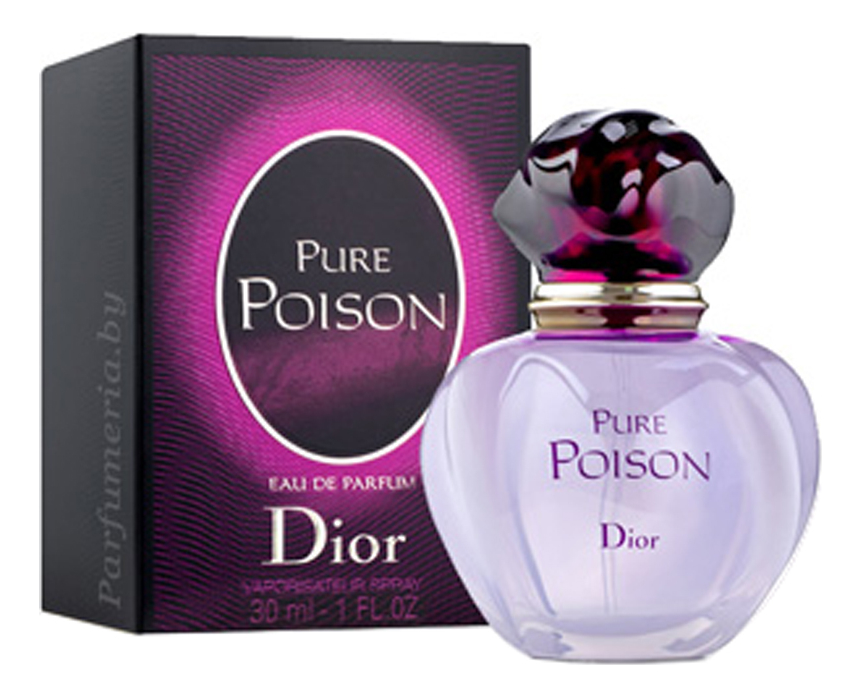 Parfumeria.by
PURE
POISON
EAU DE PARFUM
Dior
VAPORISATEUR SPRAY
30 ml - 1 FL.OZ
PURE
POISON
Dior